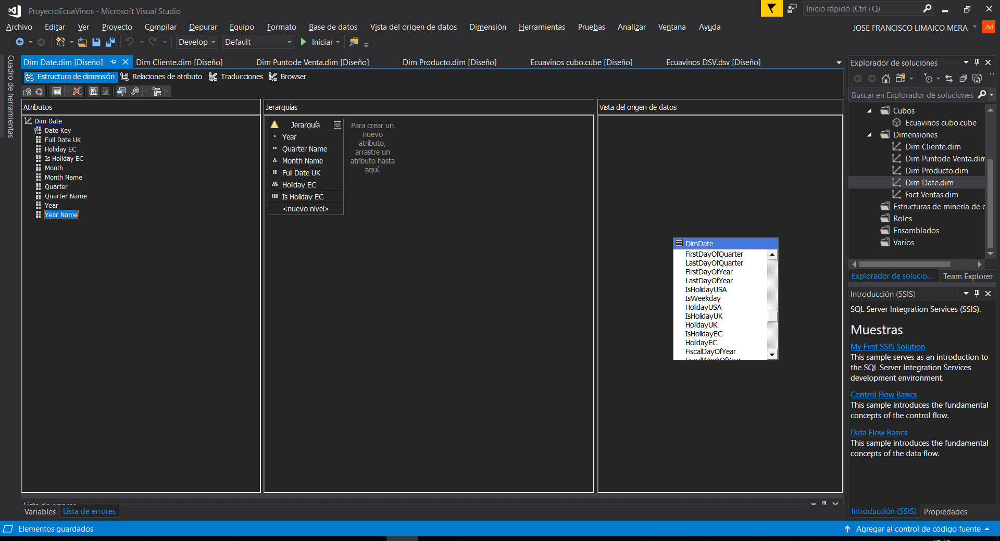 ProyectoEcuaVinos - Microsoft Visual Studio
Inicio rápido (Ctrl+Q)
Archivo Editar Ver Proyecto Compilar Depurar Equipo Formato Base de datos Vista del origen de datos Dimensión Herramientas Pruebas Analizar Ventana Ayuda
JOSE FRANCISCO LIMAICO MERA JM
Develop Default Iniciar
Cuadro de herramientas
Dim Date.dim [Diseño] Dim Cliente.dim [Diseño] Dim Puntode Venta.dim [Diseño] Dim Producto.dim [Diseño] Ecuavinos cubo.cube [Diseño] Ecuavinos DSV.dsv [Diseño]
Estructura de dimensión Relaciones de atributo Traducciones Browser
Atributos
Dim Date
Date Key
Full Date UK
Holiday EC
Is Holiday EC
Month
Month Name
Quarter
Quarter Name
Year
Year Name
Jerarquías
Jerarquía
Year
Quarter Name
Month Name
Full Date UK
Holiday EC
Is Holiday EC
<nuevo nivel>
Para crear un
nuevo
atributo,
arrastre un
atributo hasta
aquí.
Vista del origen de datos
DimDate
FirstDayOfQuarter
LastDayOfQuarter
FirstDayOfYear
LastDayOfYear
IsHolidayUSA
IsWeekday
HolidayUSA
IsHolidayUK
HolidayUK
IsHolidayEC
HolidayEC
FiscalDayOfYear
FiscalWeekOfYear
Explorador de soluciones
Buscar en Explorador de soluciones
Cubos
Ecuavinos cubo.cube
Dimensiones
Dim Cliente.dim
Dim Puntode Venta.dim
Dim Producto.dim
Dim Date.dim
Fact Ventas.dim
Estructuras de minería de d
Roles
Ensamblados
Varios
Explorador de solucio... Team Explorer
Introducción (SSIS)
SQL Server Integration Services (SSIS).
Muestras
My First SSIS Solution
This sample serves as an introduction to
the SQL Server Integration Services
development environment.
Control Flow Basics
This sample introduces the fundamental
concepts of the control flow.
Data Flow Basics
This sample introduces the fundamental
concepts of the data flow.
Introducción (SSIS) Propiedades
Lista de errores
Variables Lista de errores
Elementos guardados
Agregar al control de código fuente